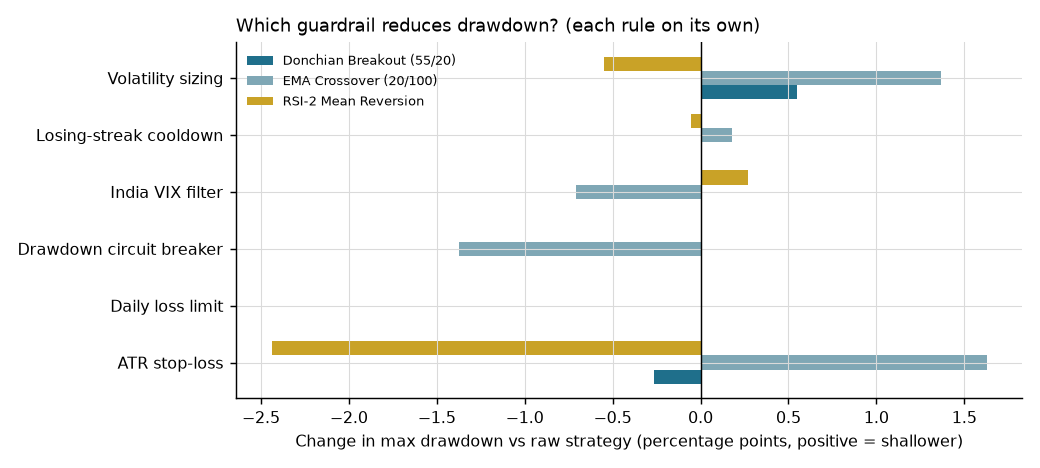 Which guardrail reduces drawdown? (each rule on its own)
Donchian Breakout (55/20)
EMA Crossover (20/100)
RSI-2 Mean Reversion
Volatility sizing
Losing-streak cooldown
India VIX filter
Drawdown circuit breaker
Daily loss limit
ATR stop-loss
−2.5 −2.0 −1.5 −1.0 −0.5 0.0 0.5 1.0 1.5
Change in max drawdown vs raw strategy (percentage points, positive = shallower)